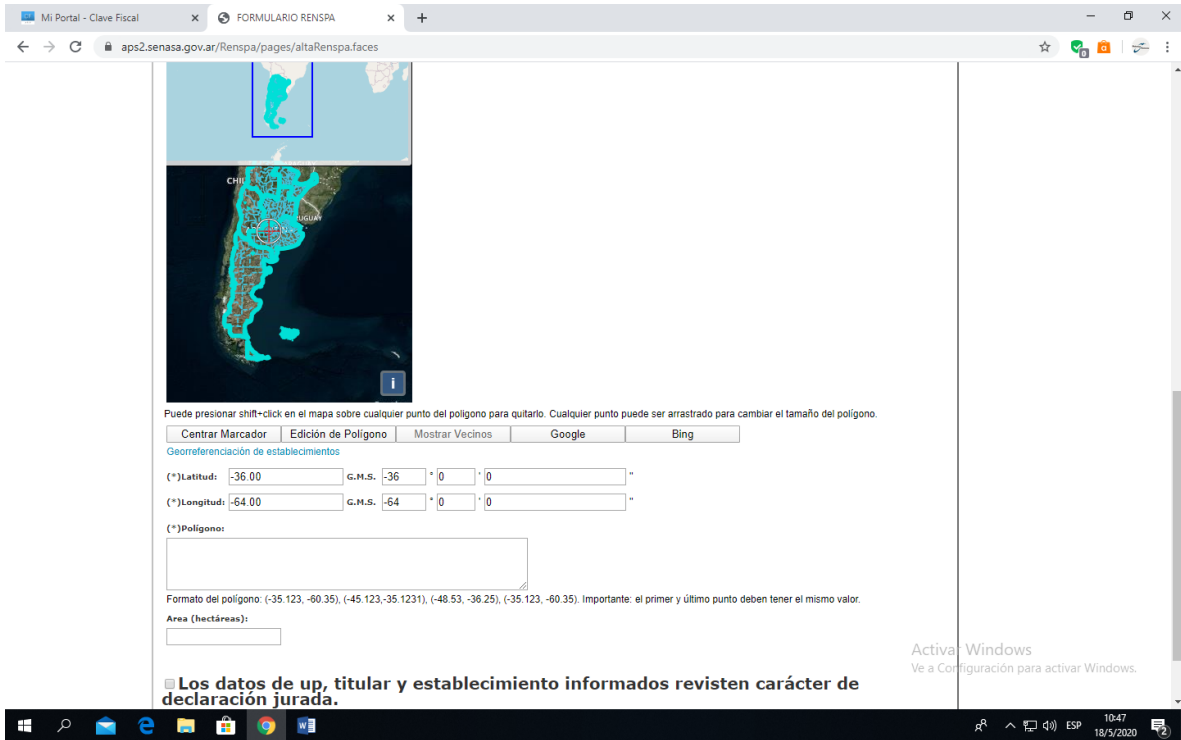 Mi Portal - Clave Fiscal
FORMULARIO RENSPA
aps2.senasa.gov.ar/Renspa/pages/altaRenspa.faces
0
CHI
UGUAY
i
Puede presionar shift+click en el mapa sobre cualquier punto del poligono para quitarlo. Cualquier punto puede ser arrastrado para cambiar el tamaño del polígono.
Centrar Marcador Edición de Polígono Mostrar Vecinos Google Bing
Georreferenciación de establecimientos
(*)Latitud: -36.00 G.M.S. -36 ° 0 ' 0 "
(*)Longitud: -64.00 G.M.S. -64 ° 0 ' 0 "
(*)Polígono:
Formato del polígono: (-35.123, -60.35), (-45.123,-35.1231), (-48.53, -36.25), (-35.123, -60.35). Importante: el primer y último punto deben tener el mismo valor.
Area (hectáreas):
Activar Windows
Ve a Configuración para activar Windows.
Los datos de up, titular y establecimiento informados revisten carácter de
declaración jurada.
ESP
10:47
18/5/2020
2